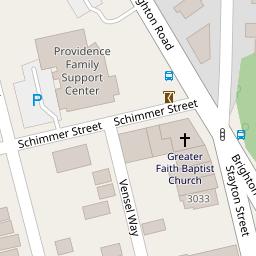 Brighton Road
Providence
Family
Support
Center
P
Schimmer Street
Schimmer Street
Greater
Faith Baptist
Church
3033
Vensel Way
Brighton
Stayton Street